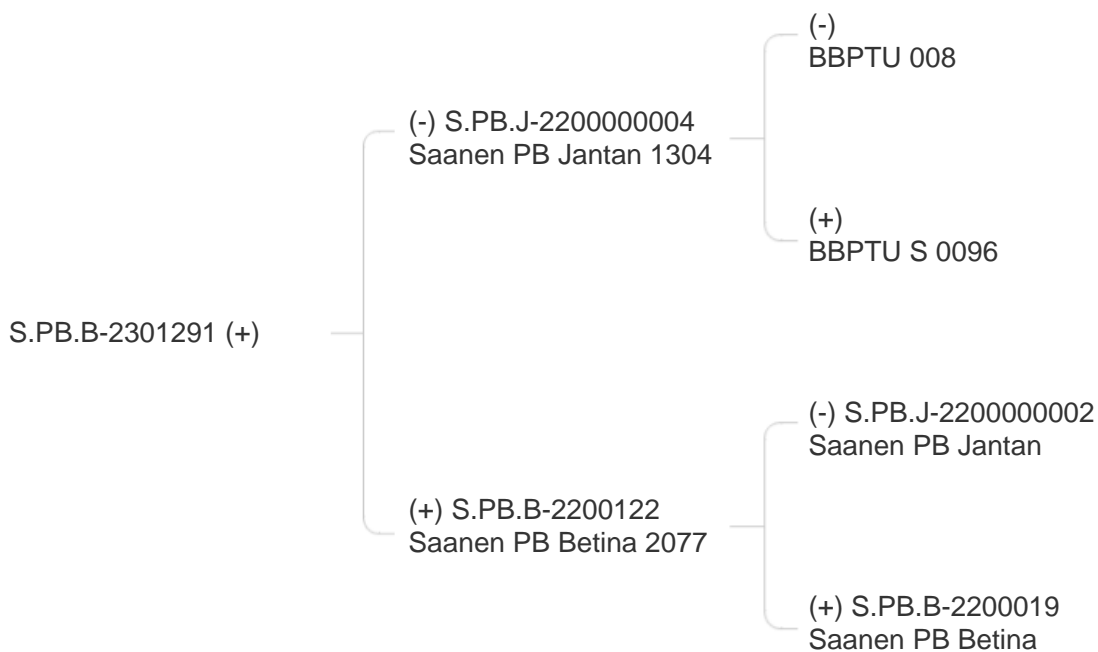 (-)
BBPTU 008
(-) S.PB.J-2200000004
Saanen PB Jantan 1304
(+)
BBPTU S 0096
S.PB.B-2301291 (+)
(-) S.PB.J-2200000002
Saanen PB Jantan
(+) S.PB.B-2200122
Saanen PB Betina 2077
(+) S.PB.B-2200019
Saanen PB Betina